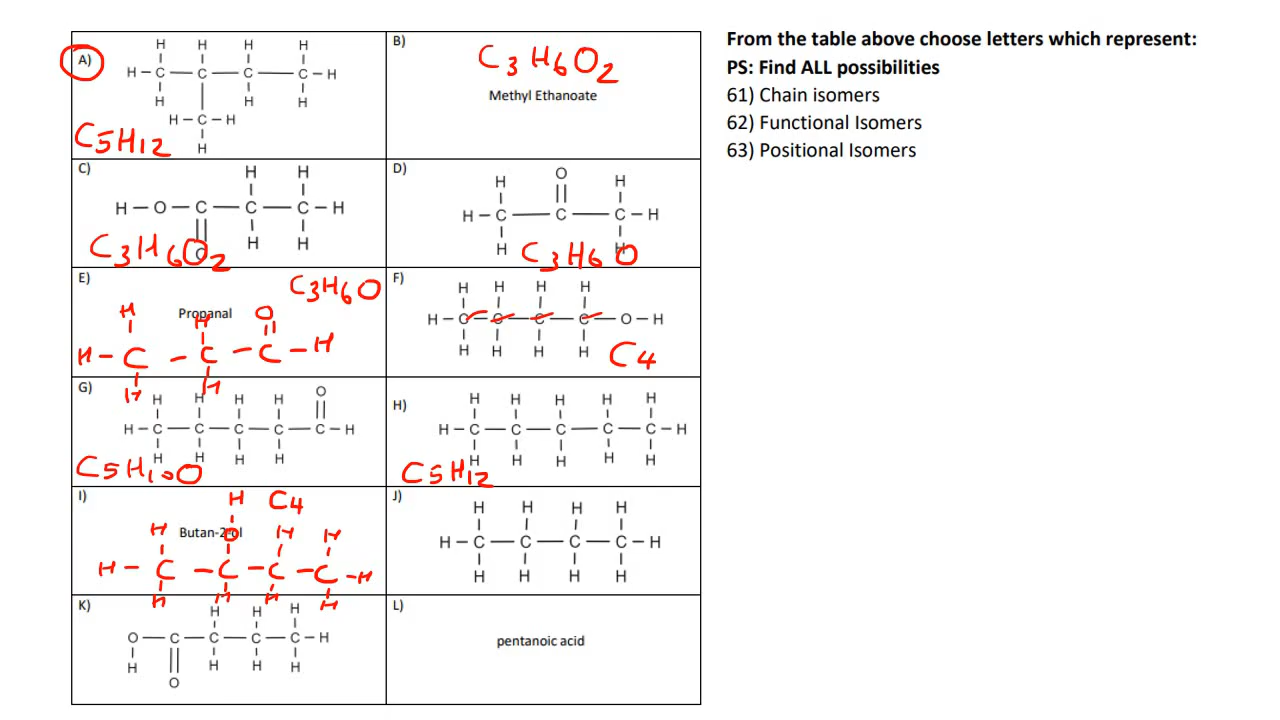 A)
H H H H
H – C — C — C — C – H
H H H
H – C – H
C5H12
H
B)
C3H6O2
Methyl Ethanoate
C)
H H
H – O — C — C — C – H
H H
O
C3H6O2
D)
H O H
H – C — C — C – H
H H
C3H6O
E)
C3H6O
Propanal
H H O
H – C – C – C – H
H H
F)
H H H H
H – C — C — C — C – O – H
H H H H
C4
G)
O
H H H H
H – C — C — C — C — C – H
H H H H
C5H10O
H)
H H H H H
H – C — C — C — C — C – H
H H H H H
C5H12
I)
H C4
Butan-2-ol
H O H H
H – C – C – C – C – H
H H H H
J)
H H H H
H – C — C — C — C – H
H H H H
K)
H H H
O — C — C — C — C – H
H H H H
O
L)
pentanoic acid
From the table above choose letters which represent:
PS: Find ALL possibilities
61) Chain isomers
62) Functional Isomers
63) Positional Isomers